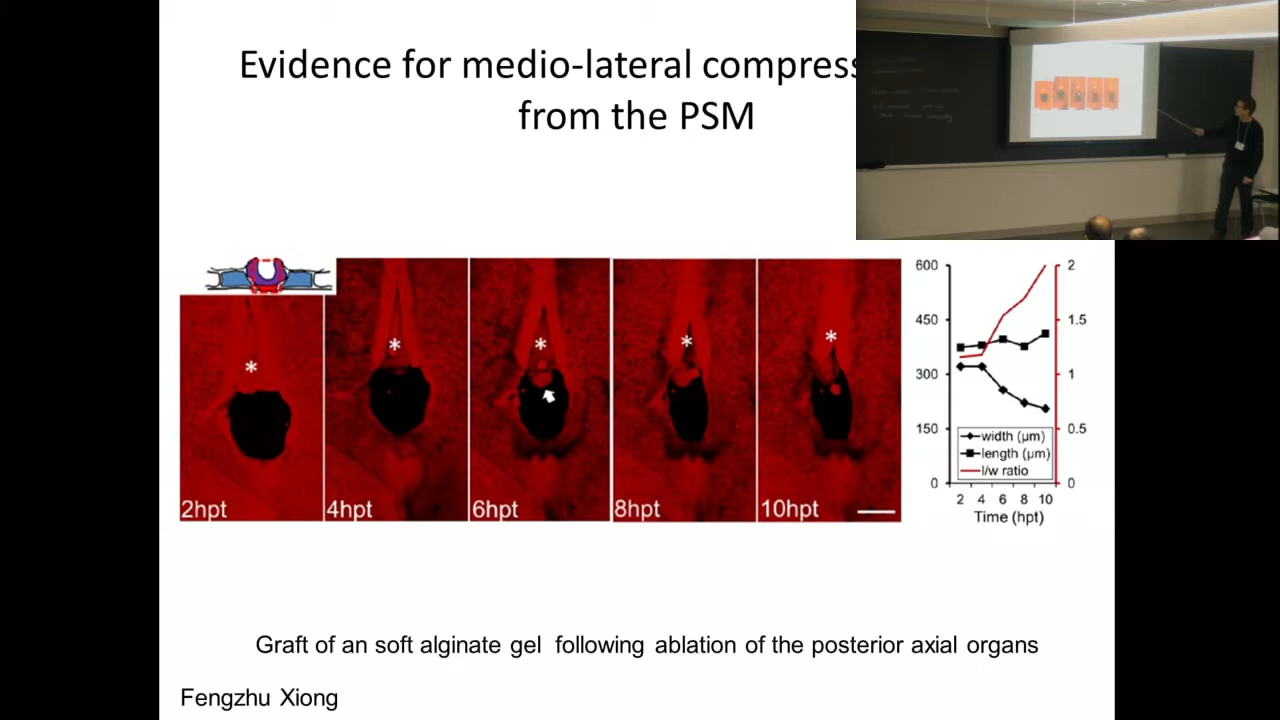 Evidence for medio-lateral compress
from the PSM
*
*
*
*
*
2hpt
4hpt
6hpt
8hpt
10hpt
600
450
300
150
0
2
1.5
1
0.5
0
width (µm)
length (µm)
l/w ratio
2 4 6 8 10
Time (hpt)
Graft of an soft alginate gel following ablation of the posterior axial organs
Fengzhu Xiong